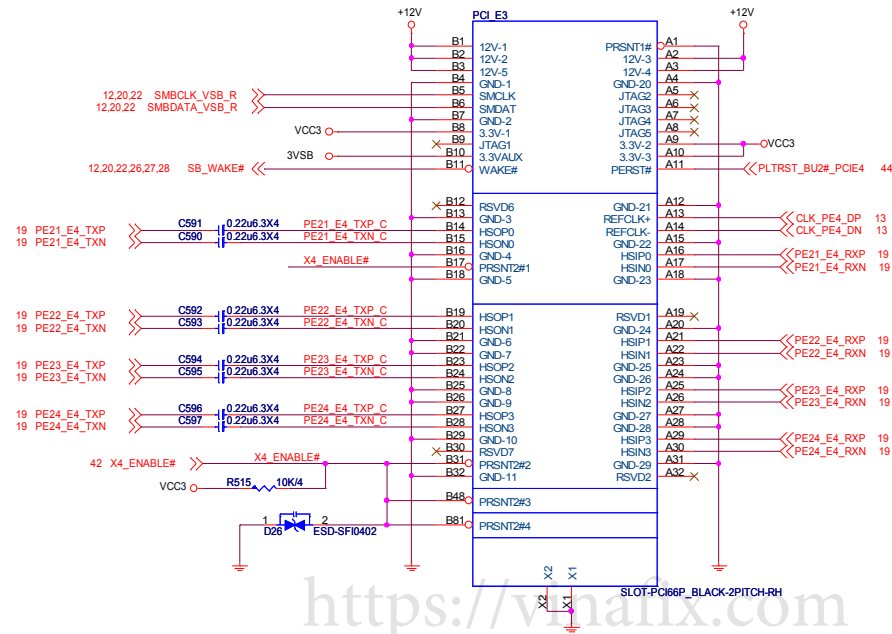 +12V PCI_E3 +12V
B1 12V-1 PRSNT1# A1
B2 12V-2 12V-3 A2
B3 12V-5 12V-4 A3
B4 GND-1 GND-20 A4
12,20,22 SMBCLK_VSB_R B5 SMCLK JTAG2 A5
12,20,22 SMBDATA_VSB_R B6 SMDAT JTAG3 A6
B7 GND-2 JTAG4 A7
VCC3 B8 3.3V-1 JTAG5 A8
B9 JTAG1 3.3V-2 A9 VCC3
3VSB B10 3.3VAUX 3.3V-3 A10
12,20,22,26,27,28 SB_WAKE# B11 WAKE# PERST# A11 PLTRST_BU2#_PCIE4 44
B12 RSVD6 GND-21 A12
B13 GND-3 REFCLK+ A13 CLK_PE4_DP 13
19 PE21_E4_TXP C591 0.22u6.3X4 PE21_E4_TXP_C B14 HSOP0 REFCLK- A14 CLK_PE4_DN 13
19 PE21_E4_TXN C590 0.22u6.3X4 PE21_E4_TXN_C B15 HSON0 GND-22 A15
B16 GND-4 HSIP0 A16 PE21_E4_RXP 19
X4_ENABLE# B17 PRSNT2#1 HSIN0 A17 PE21_E4_RXN 19
B18 GND-5 GND-23 A18
19 PE22_E4_TXP C592 0.22u6.3X4 PE22_E4_TXP_C B19 HSOP1 RSVD1 A19
19 PE22_E4_TXN C593 0.22u6.3X4 PE22_E4_TXN_C B20 HSON1 GND-24 A20
B21 GND-6 HSIP1 A21 PE22_E4_RXP 19
B22 GND-7 HSIN1 A22 PE22_E4_RXN 19
19 PE23_E4_TXP C594 0.22u6.3X4 PE23_E4_TXP_C B23 HSOP2 GND-25 A23
19 PE23_E4_TXN C595 0.22u6.3X4 PE23_E4_TXN_C B24 HSON2 GND-26 A24
B25 GND-8 HSIP2 A25 PE23_E4_RXP 19
B26 GND-9 HSIN2 A26 PE23_E4_RXN 19
19 PE24_E4_TXP C596 0.22u6.3X4 PE24_E4_TXP_C B27 HSOP3 GND-27 A27
19 PE24_E4_TXN C597 0.22u6.3X4 PE24_E4_TXN_C B28 HSON3 GND-28 A28
B29 GND-10 HSIP3 A29 PE24_E4_RXP 19
B30 RSVD7 HSIN3 A30 PE24_E4_RXN 19
42 X4_ENABLE# X4_ENABLE# B31 PRSNT2#2 GND-29 A31
B32 GND-11 RSVD2 A32
VCC3 R515 10K/4
B48 PRSNT2#3
1 2 B81 PRSNT2#4
D26 ESD-SFI0402
X2 X1
SLOT-PCI66P_BLACK-2PITCH-RH
X2 X1
https://vinafix.com